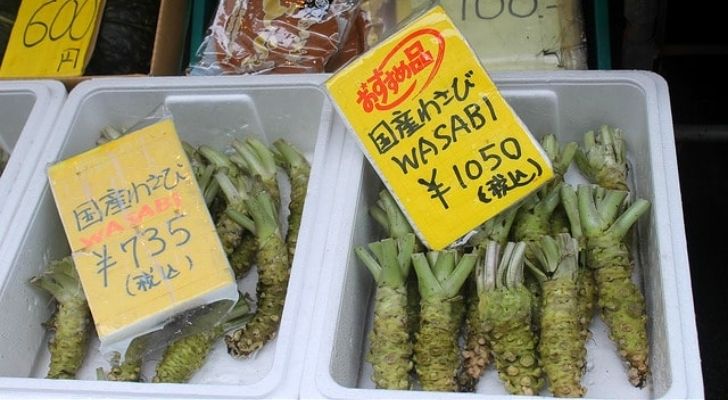 600
円
100.-
おすすめ品
国産わさび
WASABI
¥1050
(税込)
国産わさび
WASABI
¥735
(税込)